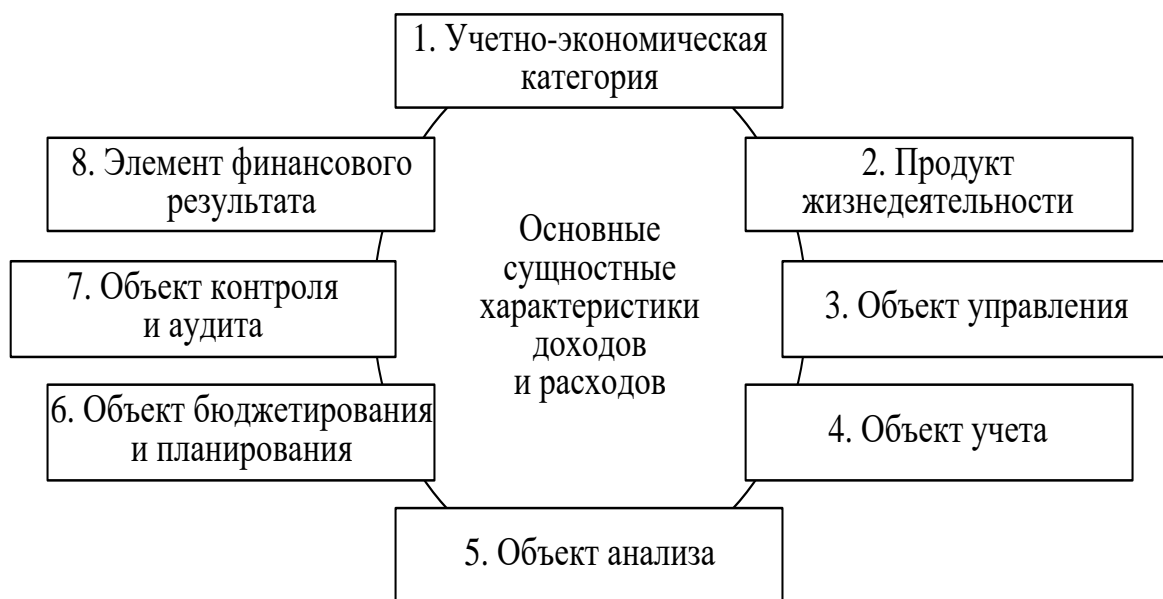 1. Учетно-экономическая
категория
2. Продукт
жизнедеятельности
3. Объект управления
4. Объект учета
5. Объект анализа
6. Объект бюджетирования
и планирования
7. Объект контроля
и аудита
8. Элемент финансового
результата
Основные
сущностные
характеристики
доходов
и расходов